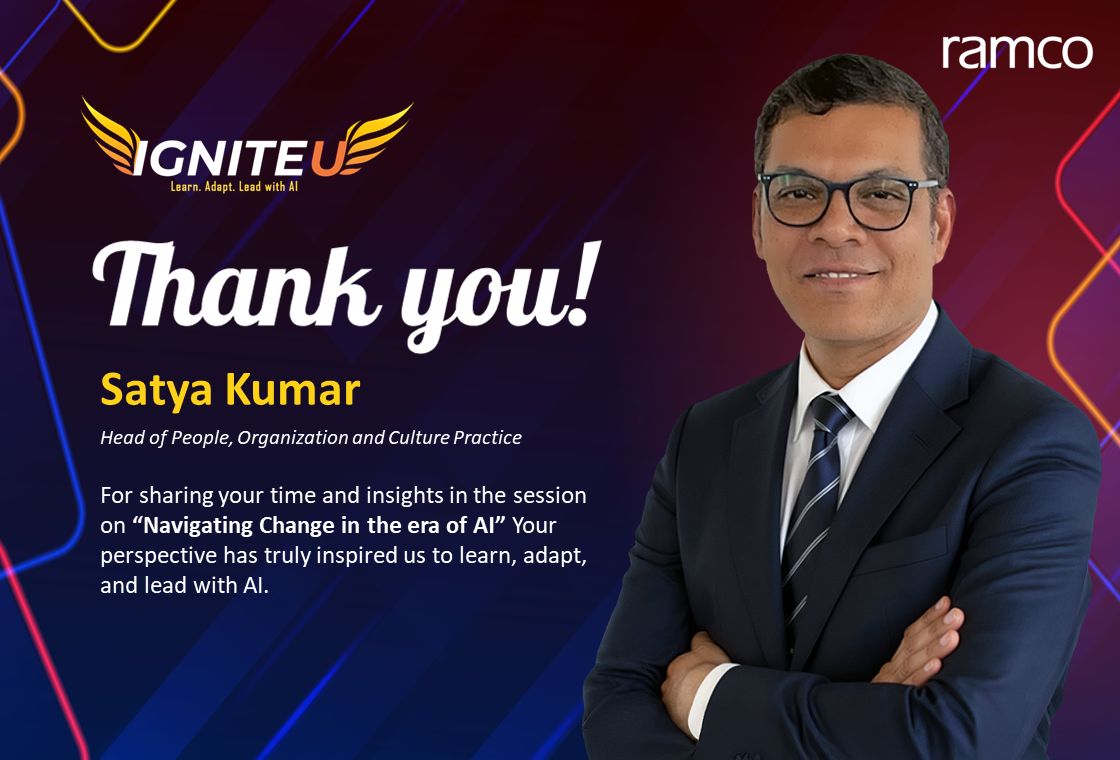 ramco
IGNITEU
Learn. Adapt. Lead with AI
Thank you!
Satya Kumar
Head of People, Organization and Culture Practice
For sharing your time and insights in the session
on “Navigating Change in the era of AI” Your
perspective has truly inspired us to learn, adapt,
and lead with AI.